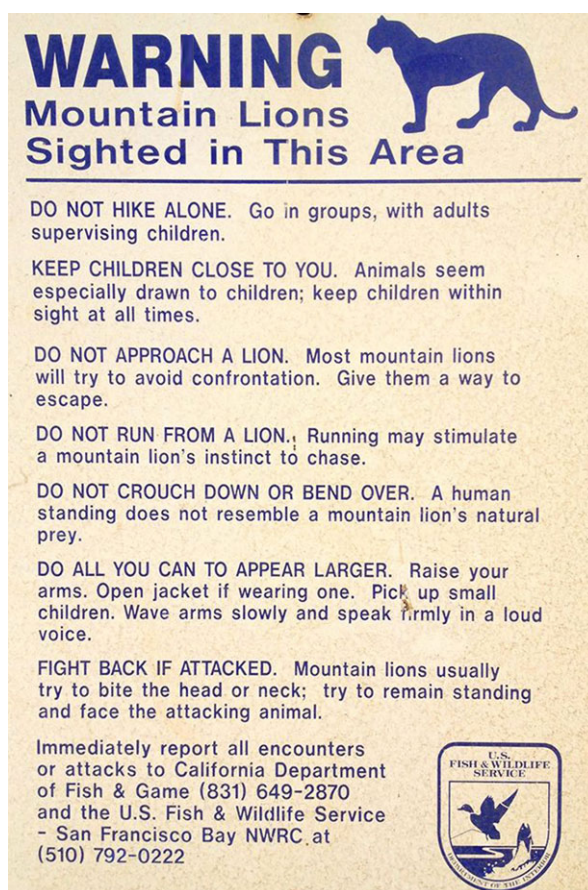 WARNING
Mountain Lions
Sighted in This Area
DO NOT HIKE ALONE. Go in groups, with adults
supervising children.
KEEP CHILDREN CLOSE TO YOU. Animals seem
especially drawn to children; keep children within
sight at all times.
DO NOT APPROACH A LION. Most mountain lions
will try to avoid confrontation. Give them a way to
escape.
DO NOT RUN FROM A LION. Running may stimulate
a mountain lion's instinct to chase.
DO NOT CROUCH DOWN OR BEND OVER. A human
standing does not resemble a mountain lion's natural
prey.
DO ALL YOU CAN TO APPEAR LARGER. Raise your
arms. Open jacket if wearing one. Pick up small
children. Wave arms slowly and speak firmly in a loud
voice.
FIGHT BACK IF ATTACKED. Mountain lions usually
try to bite the head or neck; try to remain standing
and face the attacking animal.
Immediately report all encounters
or attacks to California Department
of Fish & Game (831) 649-2870
and the U.S. Fish & Wildlife Service
- San Francisco Bay NWRC at
(510) 792-0222
U.S.
FISH & WILDLIFE
SERVICE
DEPARTMENT OF THE INTERIOR